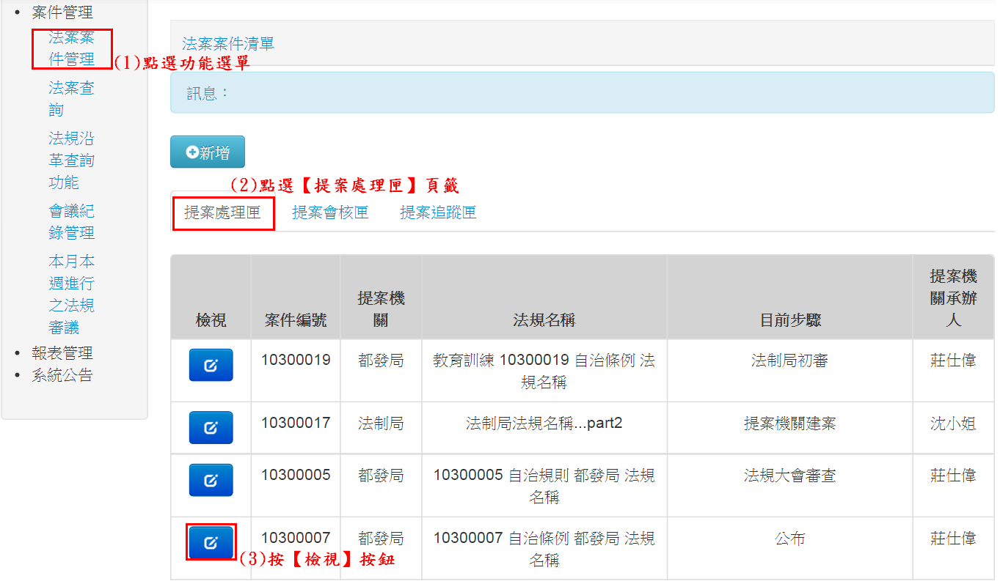 案件管理
法案案
件管理
(1)點選功能選單
法案查
詢
法規沿
革查詢
功能
會議紀
錄管理
本月本
週進行
之法規
審議
報表管理
系統公告
法案案件清單
訊息：
新增
(2)點選【提案處理匣】頁籤
提案處理匣 提案會核匣 提案追蹤匣
檢視 案件編號 提案機關 法規名稱 目前步驟 提案機關承辦人
10300019 都發局 教育訓練 10300019 自治條例 法 法制局初審 莊仕偉
規名稱
10300017 法制局 法制局法規名稱...part2 提案機關建案 沈小姐
10300005 都發局 10300005 自治規則 都發局 法規 法規大會審查 莊仕偉
名稱
10300007 都發局 10300007 自治條例 都發局 法規 公布 莊仕偉
名稱
(3)按【檢視】按鈕